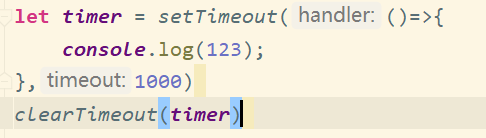 let timer = setTimeout( handler: ()=>{
    console.log(123);
}, timeout: 1000)
clearTimeout(timer)